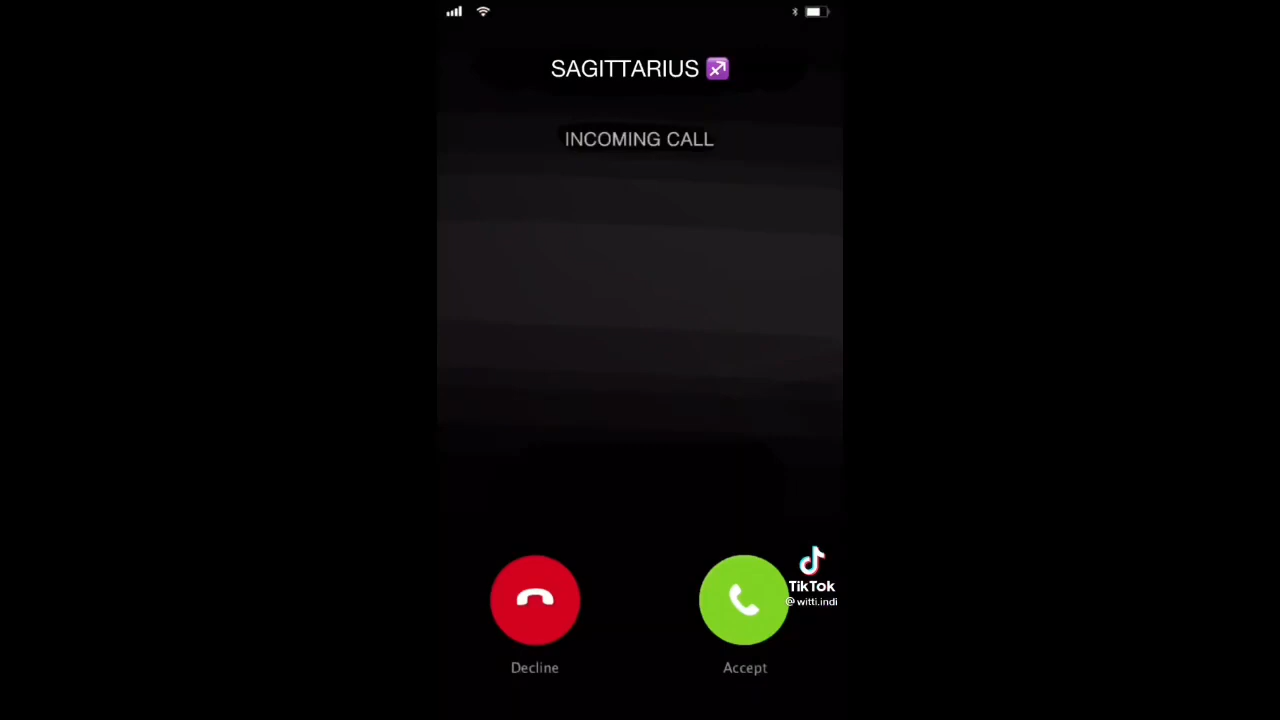 SAGITTARIUS ♐
INCOMING CALL
TikTok
@witti.indi
Decline
Accept